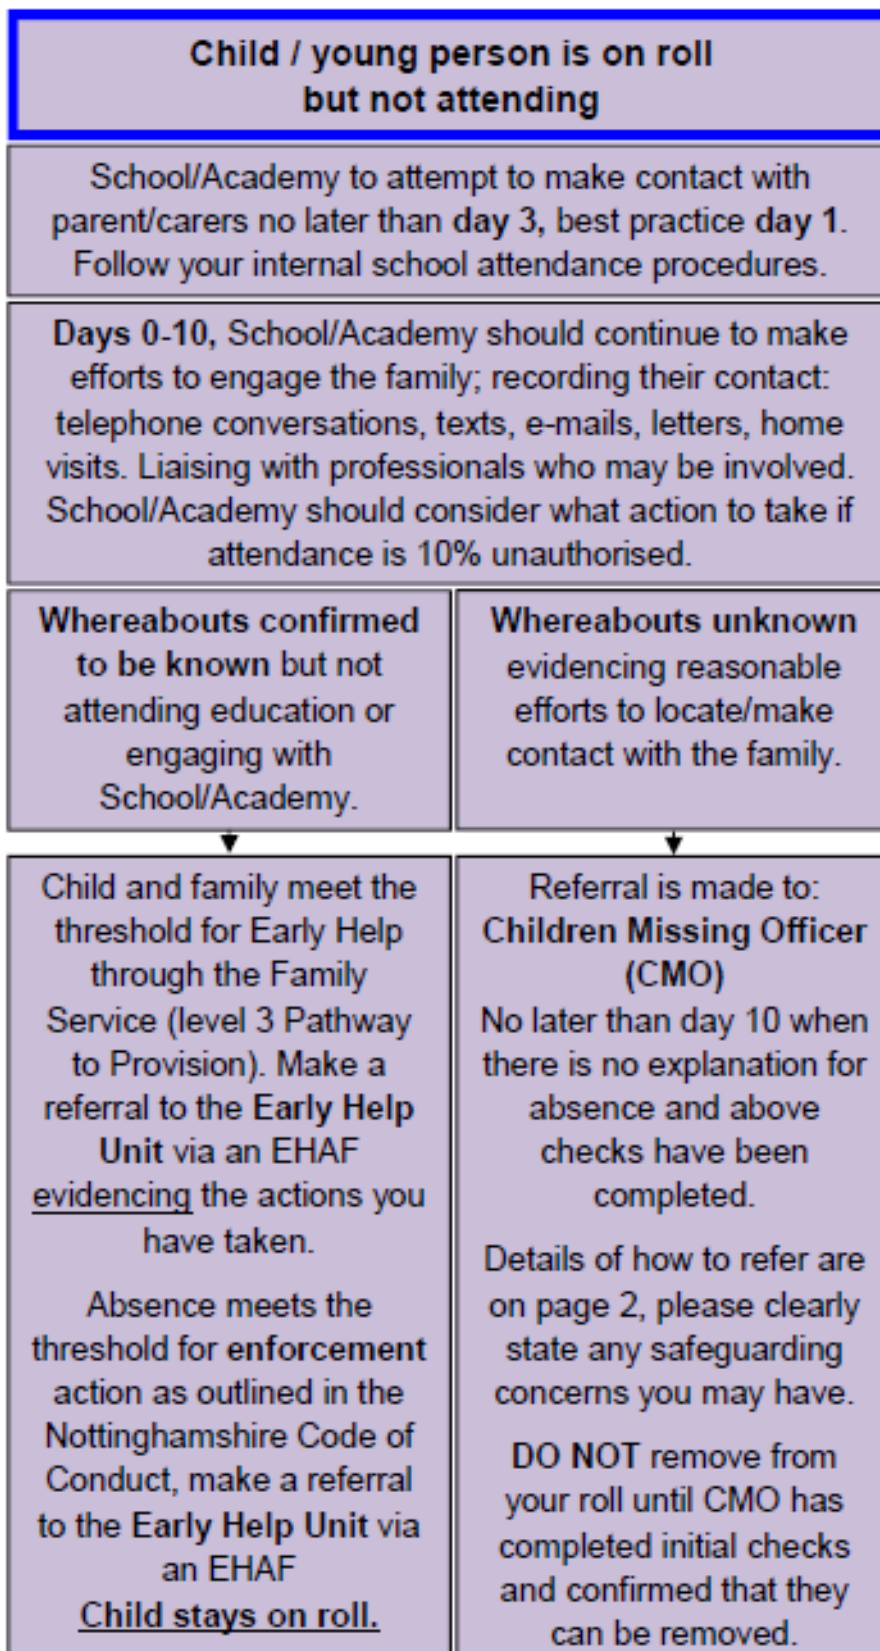 Child / young person is on roll
but not attending
School/Academy to attempt to make contact with
parent/carers no later than day 3, best practice day 1.
Follow your internal school attendance procedures.
Days 0-10, School/Academy should continue to make
efforts to engage the family; recording their contact:
telephone conversations, texts, e-mails, letters, home
visits. Liaising with professionals who may be involved.
School/Academy should consider what action to take if
attendance is 10% unauthorised.
Whereabouts confirmed
to be known but not
attending education or
engaging with
School/Academy.
Whereabouts unknown
evidencing reasonable
efforts to locate/make
contact with the family.
Child and family meet the
threshold for Early Help
through the Family
Service (level 3 Pathway
to Provision). Make a
referral to the Early Help
Unit via an EHAF
evidencing the actions you
have taken.
Absence meets the
threshold for enforcement
action as outlined in the
Nottinghamshire Code of
Conduct, make a referral
to the Early Help Unit via
an EHAF
Child stays on roll.
Referral is made to:
Children Missing Officer
(CMO)
No later than day 10 when
there is no explanation for
absence and above
checks have been
completed.
Details of how to refer are
on page 2, please clearly
state any safeguarding
concerns you may have.
DO NOT remove from
your roll until CMO has
completed initial checks
and confirmed that they
can be removed.